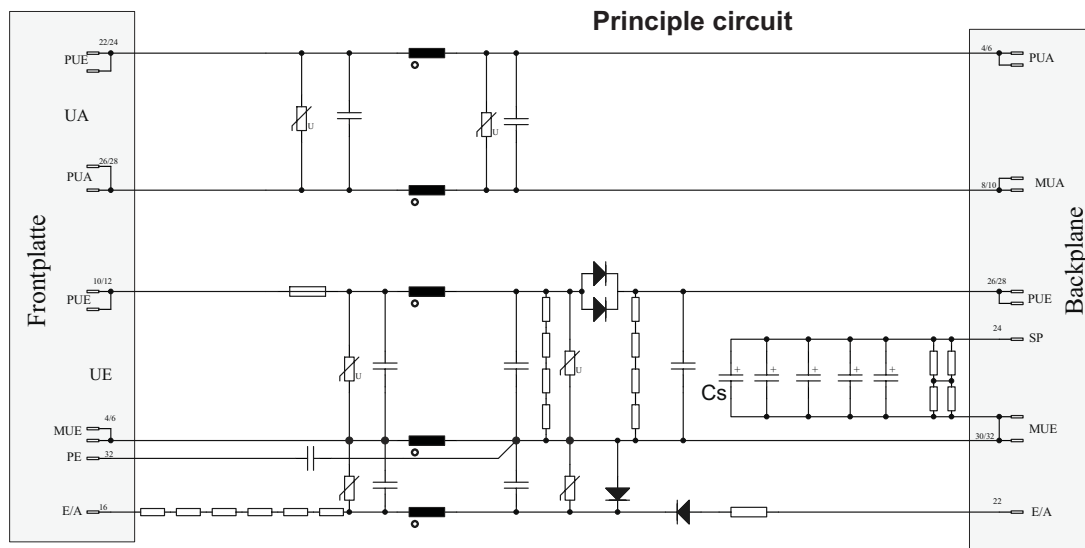 Principle circuit
22/24
PUE
4/6
PUA
UA
U
U
26/28
PUA
8/10
MUA
Frontplatte
Backplane
10/12
PUE
26/28
PUE
24
SP
UE
U
U
Cs
+
+
+
+
+
4/6
MUE
MUE
30/32
PE
32
E/A
16
22
E/A